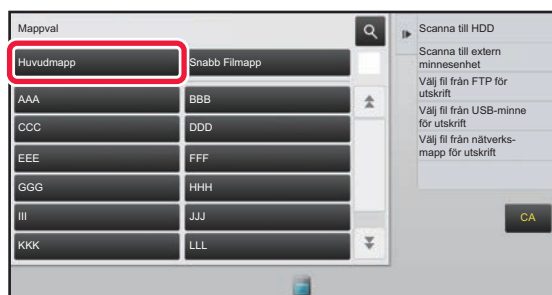 Mappval
Huvudmapp
Snabb Filmapp
AAA
BBB
CCC
DDD
EEE
FFF
GGG
HHH
III
JJJ
KKK
LLL
Scanna till HDD
Scanna till extern
minnesenhet
Välj fil från FTP för
utskrift
Välj fil från USB-minne
för utskrift
Välj fil från nätverks-
mapp för utskrift
CA